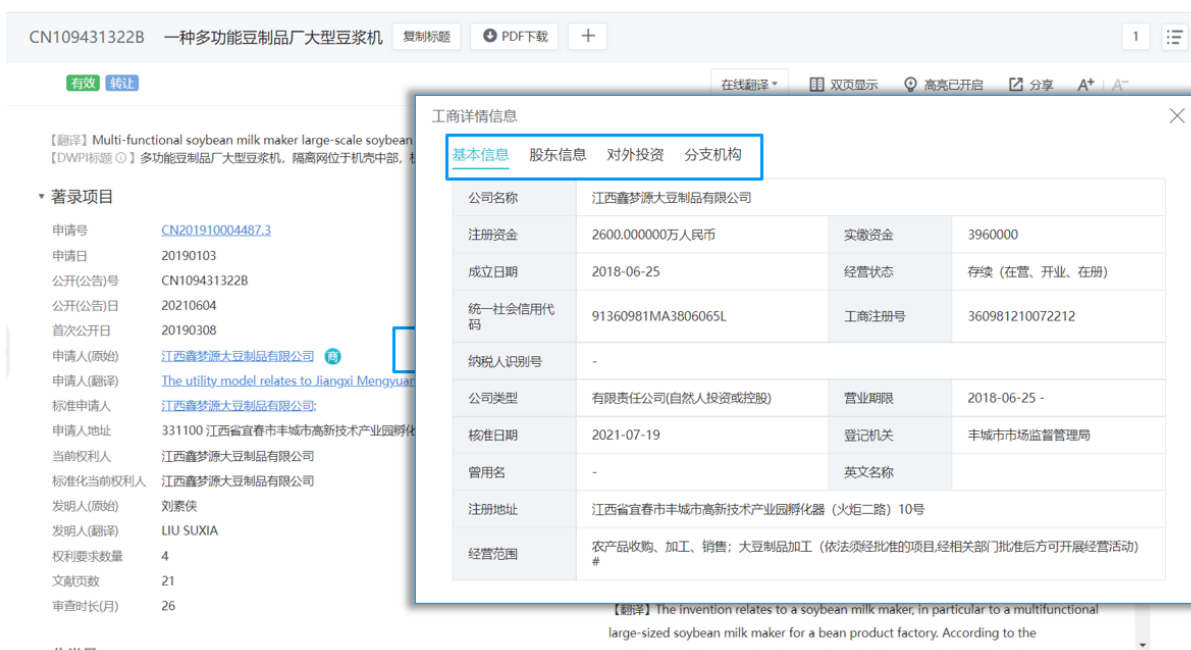 CN109431322B 一种多功能豆制品厂大型豆浆机 复制标题 PDF下载 1
有效 转让
在线翻译 双页显示 高亮已开启 分享 A+ A-
【翻译】Multi-functional soybean milk maker large-scale soybean
【DWPI标题】多功能豆制品厂大型豆浆机，隔离网位于机壳中部，
著录项目
申请号 CN201910004487.3
申请日 20190103
公开(公告)号 CN109431322B
公开(公告)日 20210604
首次公开日 20190308
申请人(原始) 江西鑫梦源大豆制品有限公司 商
申请人(翻译) The utility model relates to Jiangxi Mengyuan
标准申请人 江西鑫梦源大豆制品有限公司;
申请人地址 331100 江西省宜春市丰城市高新技术产业园孵化
当前权利人 江西鑫梦源大豆制品有限公司
标准化当前权利人 江西鑫梦源大豆制品有限公司
发明人(原始) 刘素侠
发明人(翻译) LIU SUXIA
权利要求数量 4
文献页数 21
审查时长(月) 26
工商详情信息
基本信息 股东信息 对外投资 分支机构
公司名称 江西鑫梦源大豆制品有限公司
注册资金 2600.000000万人民币 实缴资金 3960000
成立日期 2018-06-25 经营状态 存续（在营、开业、在册）
统一社会信用代
码 91360981MA3806065L 工商注册号 360981210072212
纳税人识别号 -
公司类型 有限责任公司(自然人投资或控股) 营业期限 2018-06-25 -
核准日期 2021-07-19 登记机关 丰城市市场监督管理局
曾用名 - 英文名称
注册地址 江西省宜春市丰城市高新技术产业园孵化器（火炬二路）10号
经营范围 农产品收购、加工、销售；大豆制品加工（依法须经批准的项目,经相关部门批准后方可开展经营活动）
#
【翻译】The invention relates to a soybean milk maker, in particular to a multifunctional
large-sized soybean milk maker for a bean product factory. According to the